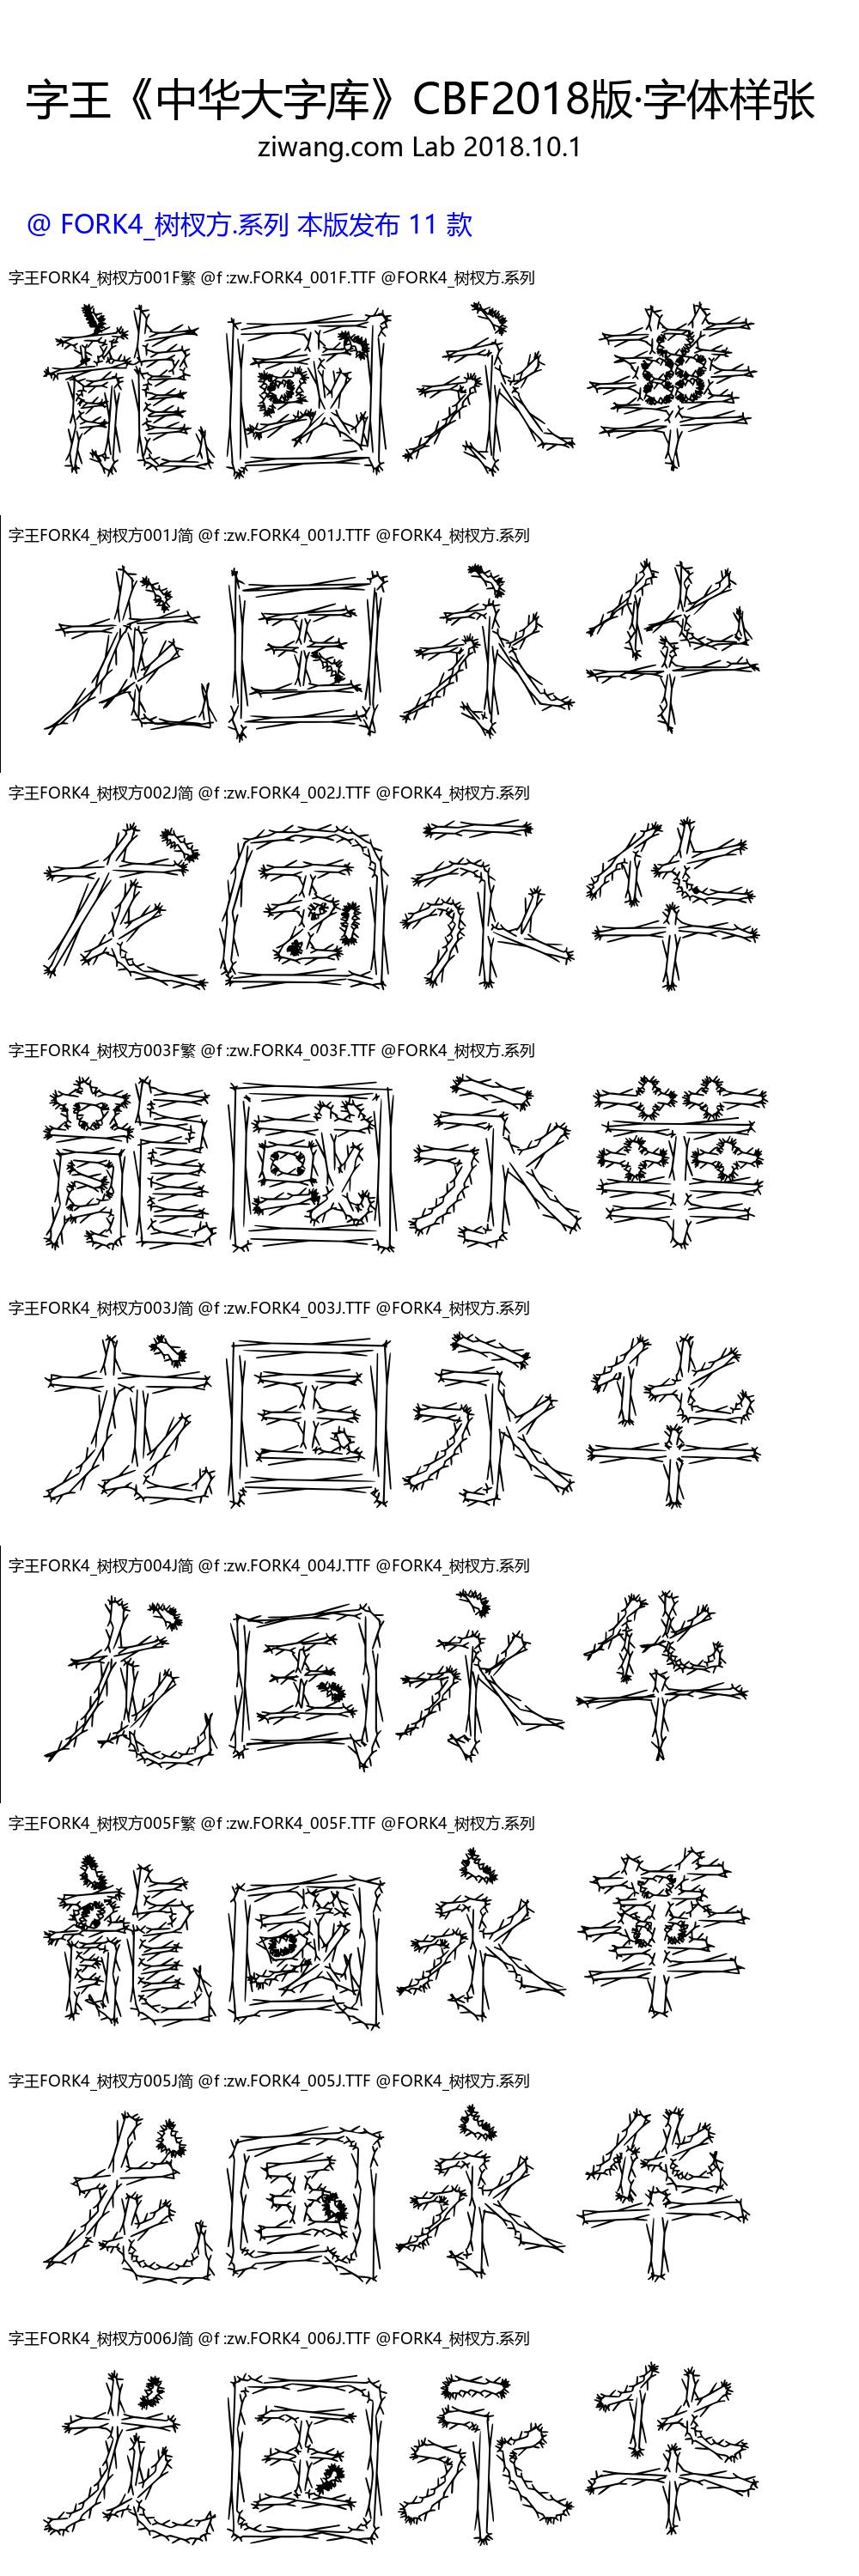 字王《中华大字库》CBF2018版·字体样张
ziwang.com Lab 2018.10.1
@ FORK4_树杈方.系列 本版发布 11 款
字王FORK4_树杈方001F繁 @f :zw.FORK4_001F.TTF @FORK4_树杈方.系列
龍國永華
字王FORK4_树杈方001J简 @f :zw.FORK4_001J.TTF @FORK4_树杈方.系列
龙国永华
字王FORK4_树杈方002J简 @f :zw.FORK4_002J.TTF @FORK4_树杈方.系列
龙国永华
字王FORK4_树杈方003F繁 @f :zw.FORK4_003F.TTF @FORK4_树杈方.系列
龍國永華
字王FORK4_树杈方003J简 @f :zw.FORK4_003J.TTF @FORK4_树杈方.系列
龙国永华
字王FORK4_树杈方004J简 @f :zw.FORK4_004J.TTF @FORK4_树杈方.系列
龙国永华
字王FORK4_树杈方005F繁 @f :zw.FORK4_005F.TTF @FORK4_树杈方.系列
龍國永華
字王FORK4_树杈方005J简 @f :zw.FORK4_005J.TTF @FORK4_树杈方.系列
龙国永华
字王FORK4_树杈方006J简 @f :zw.FORK4_006J.TTF @FORK4_树杈方.系列
龙国永华